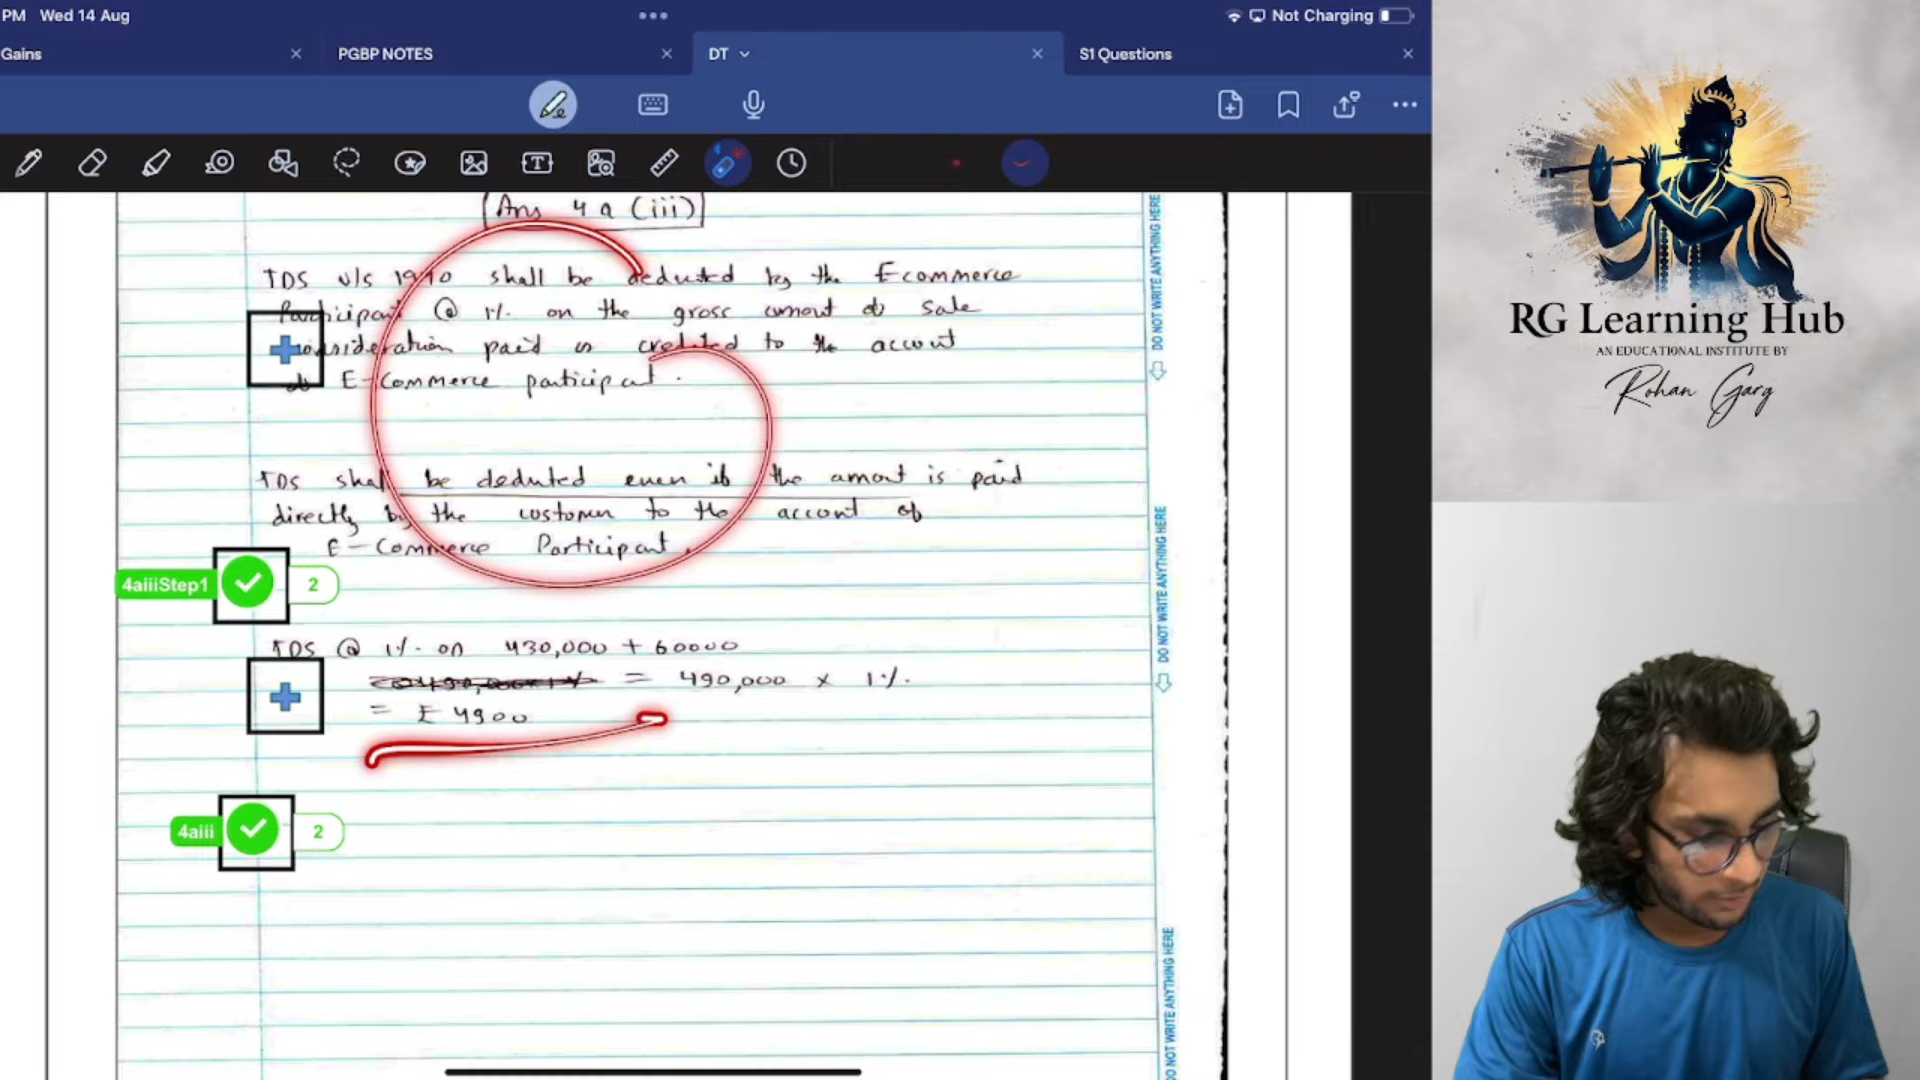 PM Wed 14 Aug
Not Charging
Gains
PGBP NOTES
DT
S1 Questions
Ans 4 a (iii)
TDS u/s 1940 shall be deducted by the Ecommerce
Participant @ 1% on the gross amount of Sale
Consideration paid or credited to the account
of E-Commerce participant.
TDS shall be deducted even if the amont is paid
directly by the customer to the account of
E-Commerce Participant.
4aiiiStep1 2
TDS @ 1% on 430,000 + 60000
= 490,000 x 1%.
= ₹ 4900
4aiii 2
DO NOT WRITE ANYTHING HERE
DO NOT WRITE ANYTHING HERE
DO NOT WRITE ANYTHING HERE
RG Learning Hub
AN EDUCATIONAL INSTITUTE BY
Rohan Garg